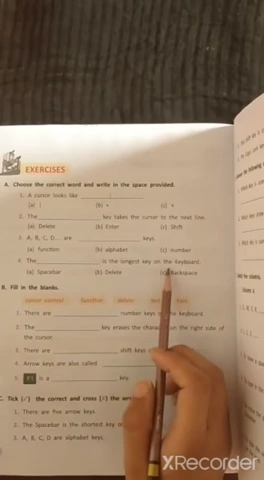 EXERCISES
A. Choose the correct word and write in the space provided.
1. A cursor looks like
(a) | (b) + (c) ×
2. The key takes the cursor to the next line.
(a) Delete (b) Enter (c) Shift
3. A, B, C, D ... are keys.
(a) function (b) alphabet (c) number
4. The is the longest key on the keyboard.
(a) Spacebar (b) Delete (c) Backspace
B. Fill in the blanks.
cursor control function delete
1. There are number keys keyboard.
2. The key erases the on the right side of
the cursor.
3. There are shift keys
4. Arrow keys are also called
5. F1 is a key.
C. Tick (✓) the correct and cross (✗) the
1. There are five arrow keys.
2. The Spacebar is the shortest key
3. A, B, C, D are alphabet keys.
XRecorder